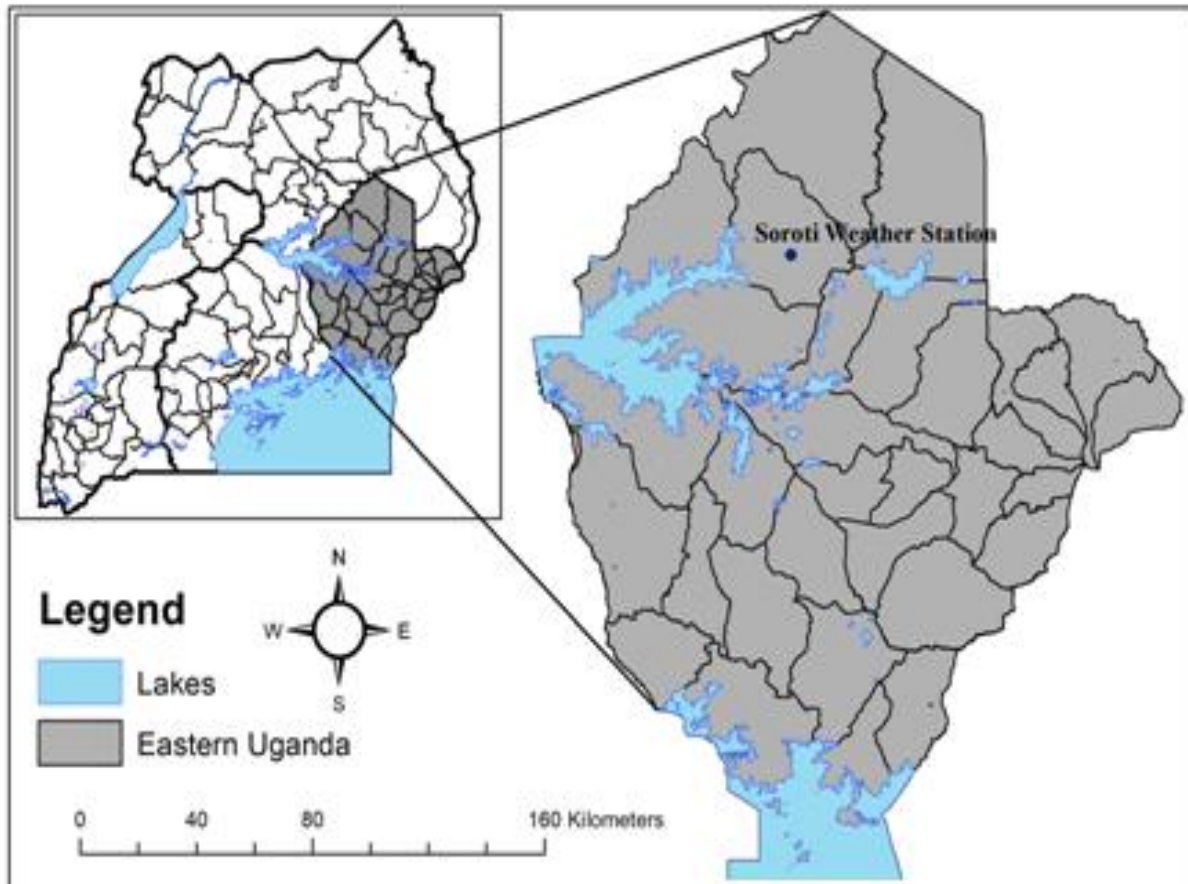 Soroti Weather Station
N
W E
S
Legend
Lakes
Eastern Uganda
0 40 80 160 Kilometers